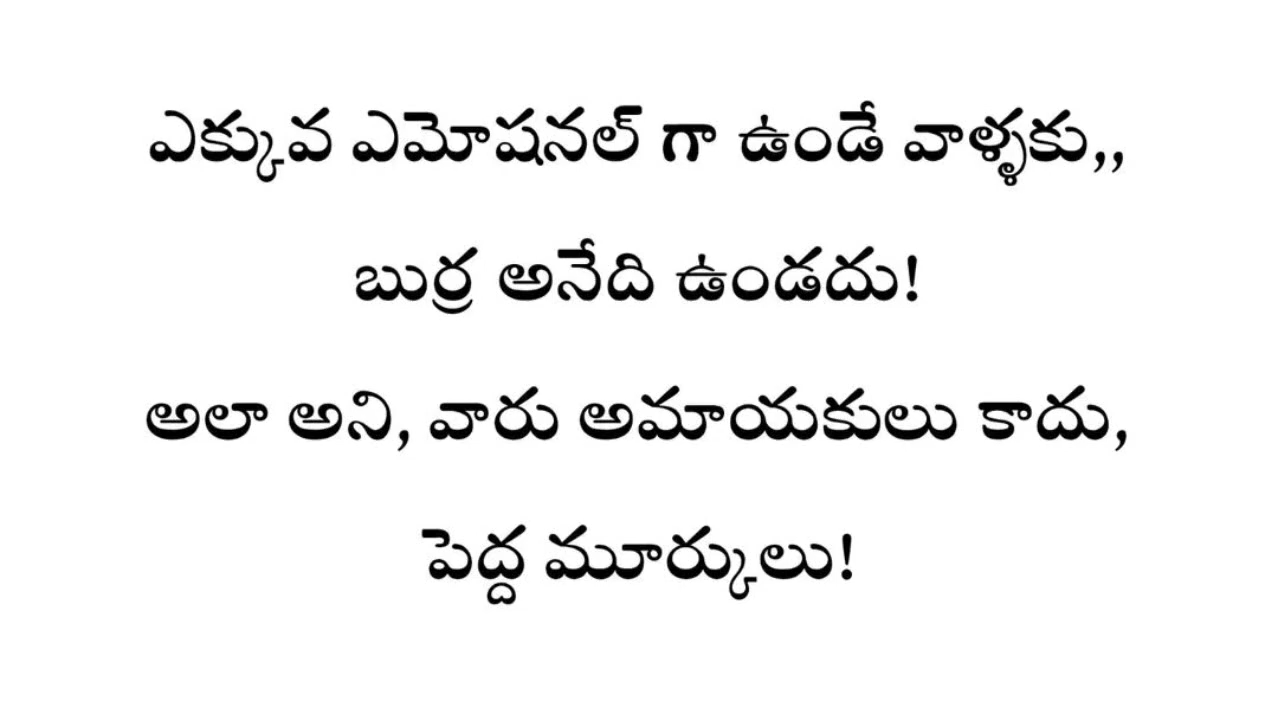 ఎక్కువ ఎమోషనల్ గా ఉండే వాళ్ళకు,,
బుర్ర అనేది ఉండదు!
అలా అని, వారు అమాయకులు కాదు,
పెద్ద మూర్కులు!